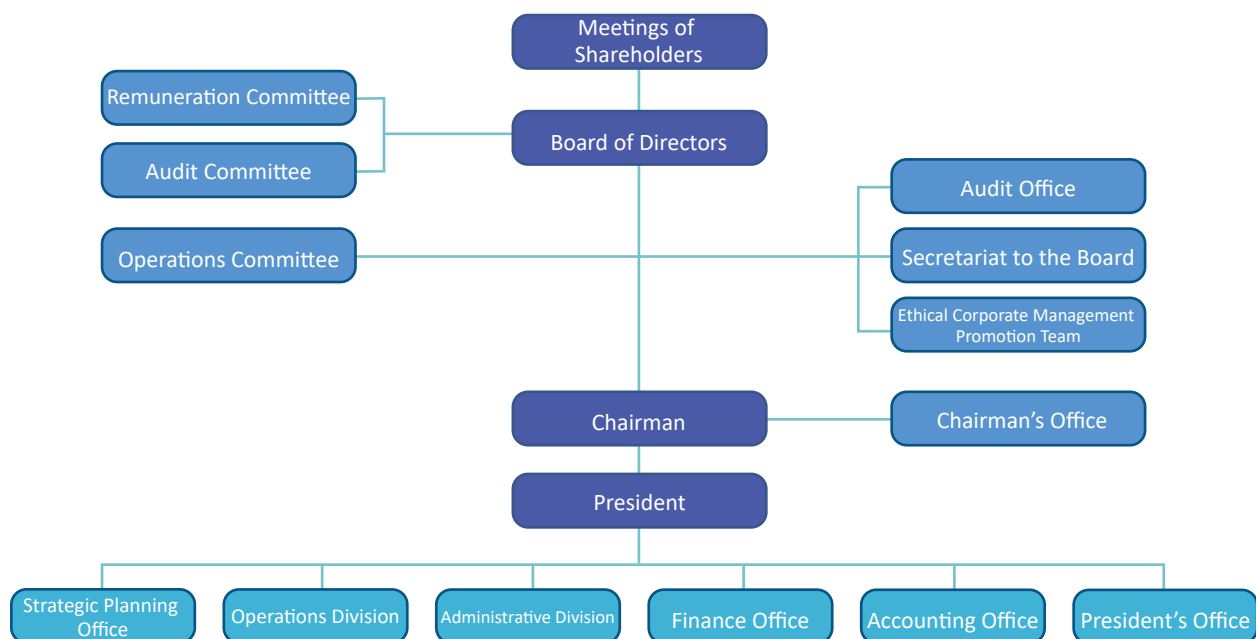 Meetings of
Shareholders
Remuneration Committee
Board of Directors
Audit Committee
Audit Office
Operations Committee
Secretariat to the Board
Ethical Corporate Management
Promotion Team
Chairman
Chairman’s Office
President
Strategic Planning
Office
Operations Division
Administrative Division
Finance Office
Accounting Office
President’s Office